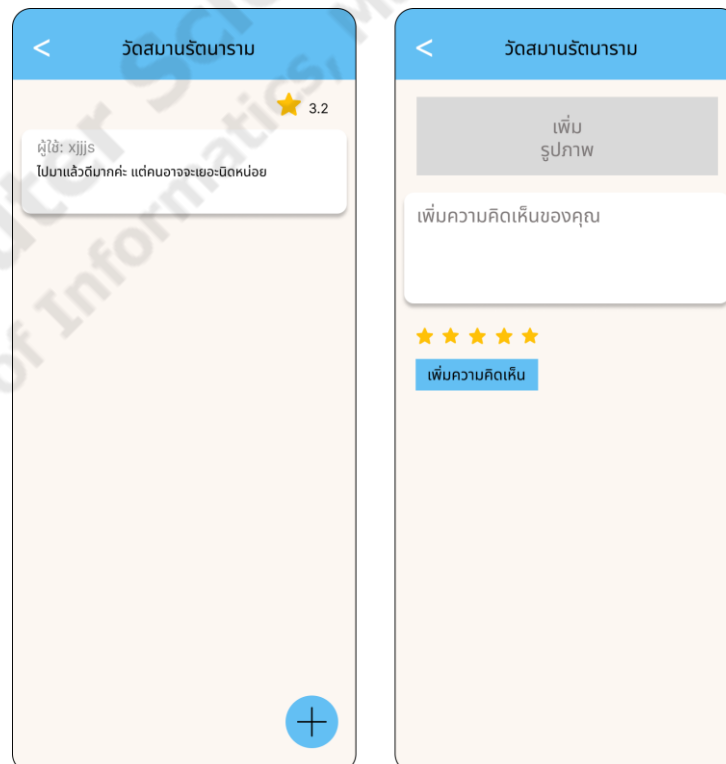 <
วัดสมานรัตนาราม
3.2
ผู้ใช้: xjjjs
ไปมาแล้วดีมากค่ะ แต่คนอาจจะเยอะนิดหน่อย
<
วัดสมานรัตนาราม
เพิ่ม
รูปภาพ
เพิ่มความคิดเห็นของคุณ
เพิ่มความคิดเห็น
uter Scie
of Informatics, M